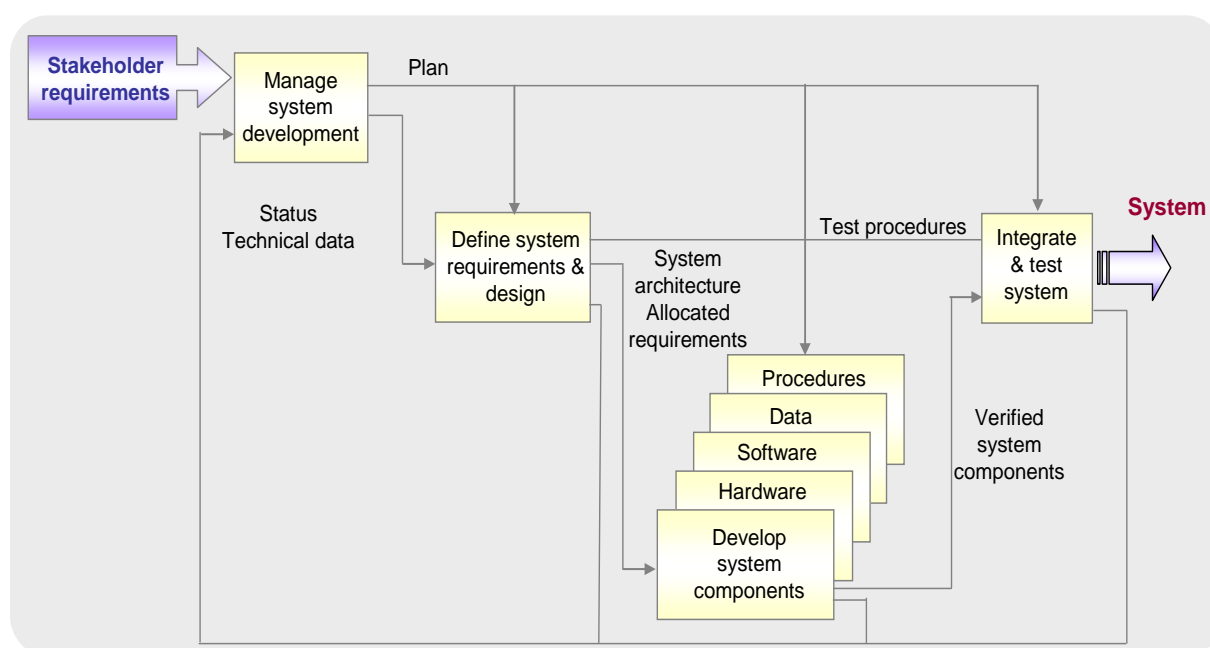 Stakeholder
requirements
Manage
system
development
Plan
Status
Technical data
Define system
requirements &
design
System
architecture
Allocated
requirements
Test procedures
Integrate
& test
system
System
Procedures
Data
Software
Hardware
Develop
system
components
Verified
system
components